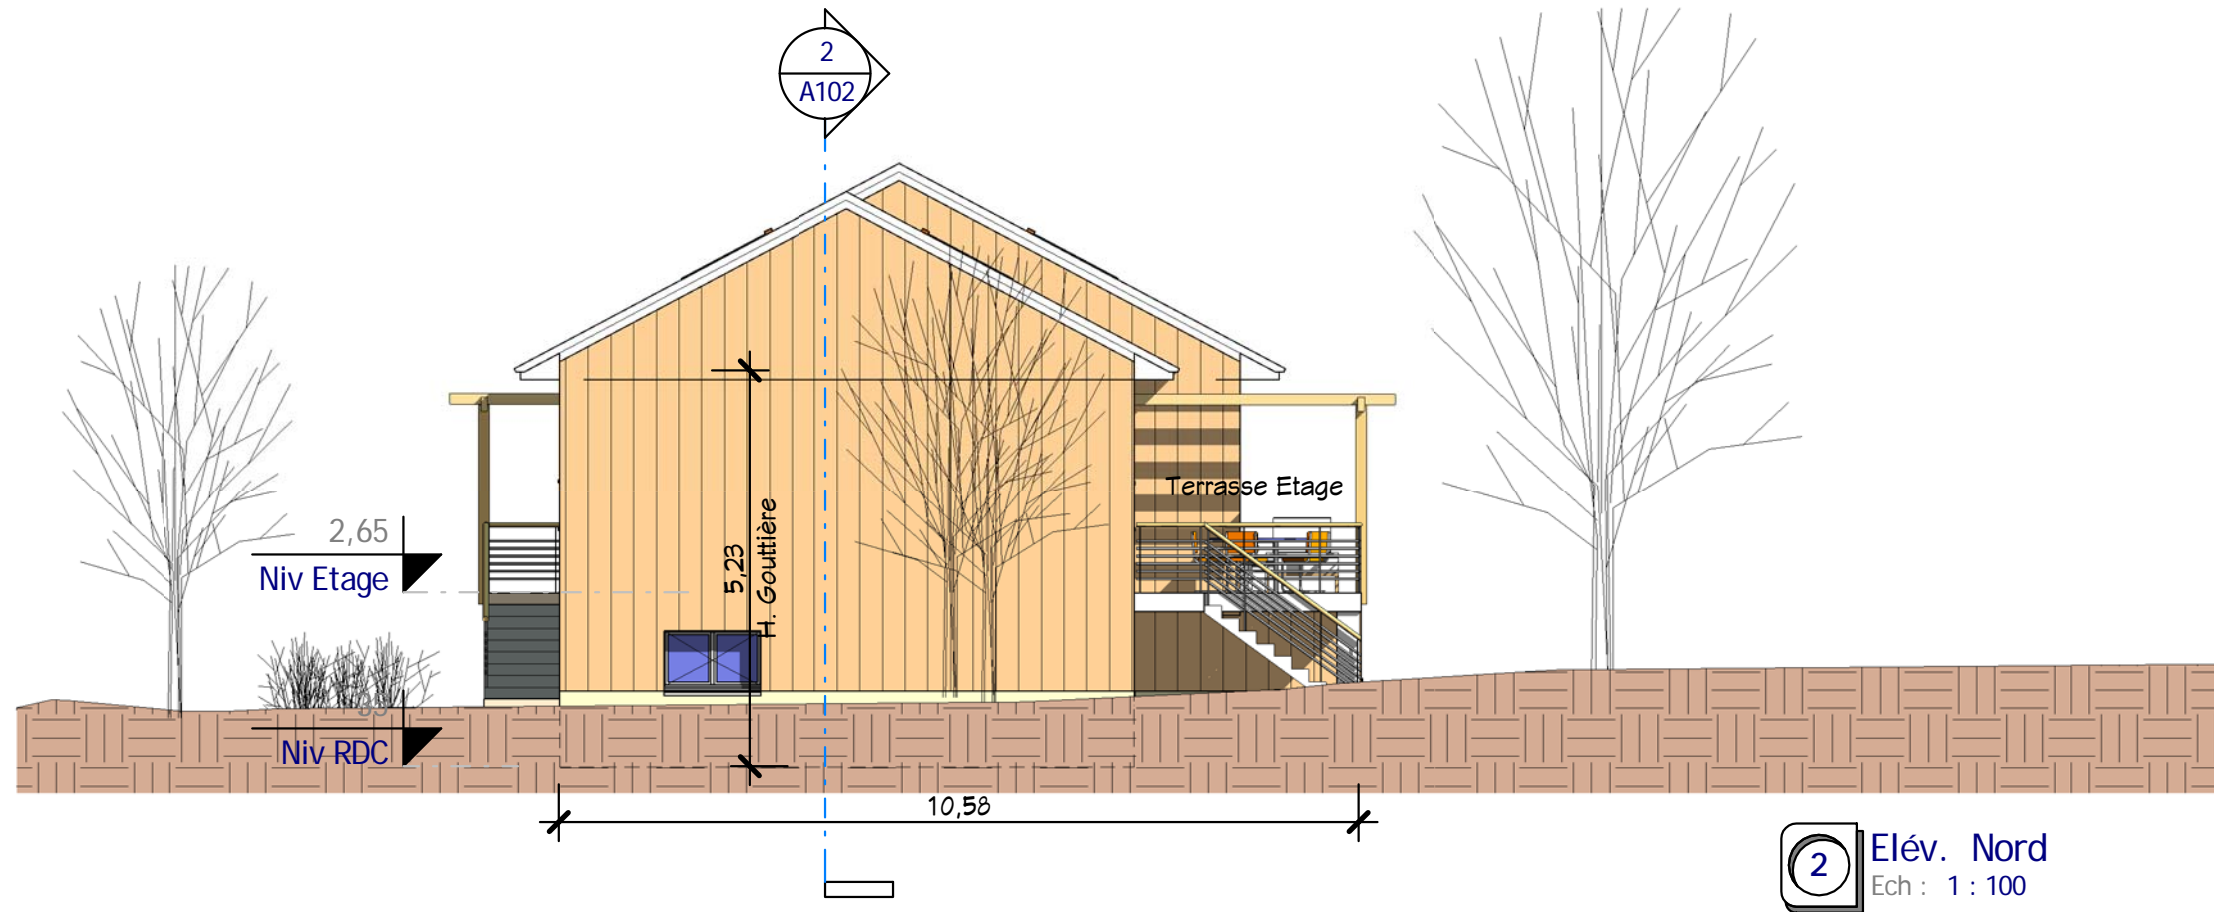 2
A102
Terrasse Etage
2,65
Niv Etage
5,23
H. Gouttière
Niv RDC
10,58
2
Elév. Nord
Ech : 1 : 100